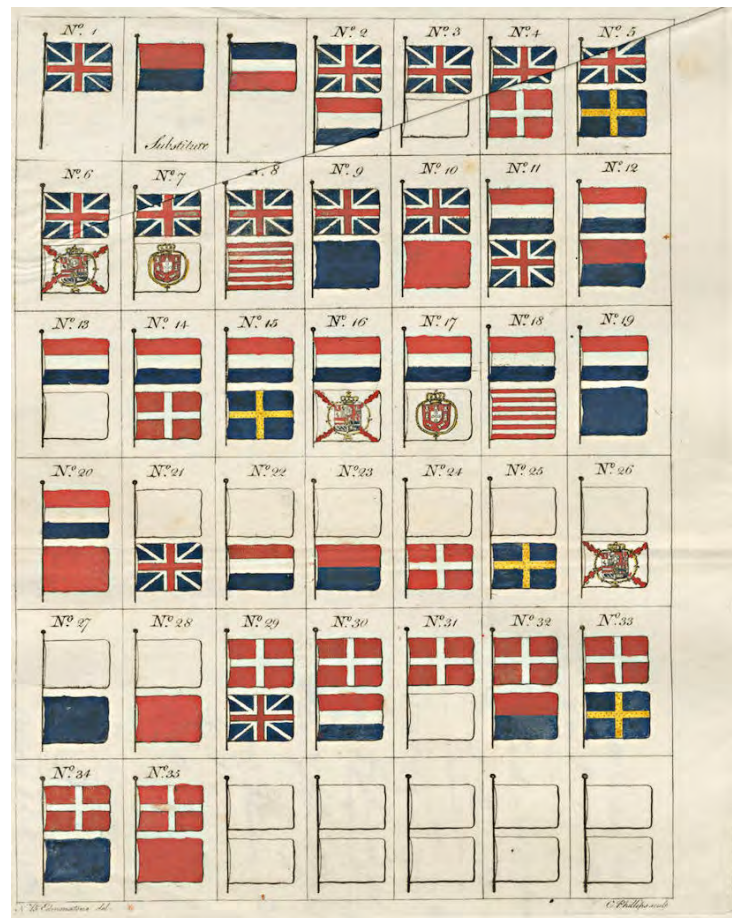 Nº 1
Nº 2
Nº 3
Nº 4
Nº 5
Substitute
Nº 6
Nº 7
Nº 8
Nº 9
Nº 10
Nº 11
Nº 12
Nº 13
Nº 14
Nº 15
Nº 16
Nº 17
Nº 18
Nº 19
Nº 20
Nº 21
Nº 22
Nº 23
Nº 24
Nº 25
Nº 26
Nº 27
Nº 28
Nº 29
Nº 30
Nº 31
Nº 32
Nº 33
Nº 34
Nº 35
del.
C. Phillips sculp